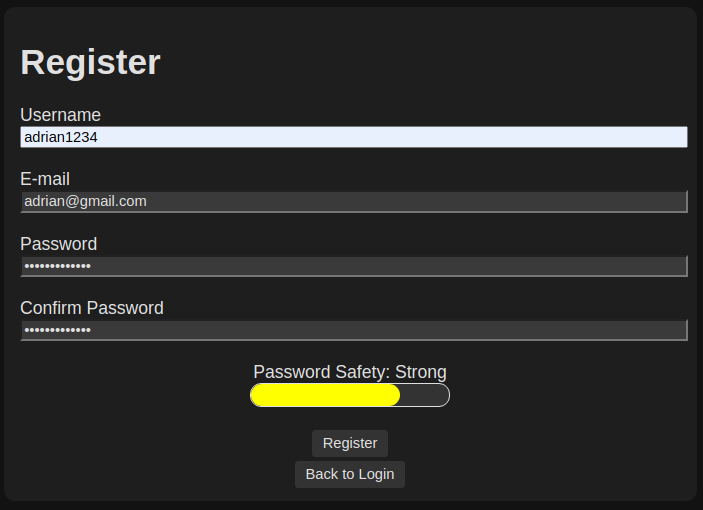 Register
Username
adrian1234
E-mail
adrian@gmail.com
Password
•••••••••••••
Confirm Password
•••••••••••••
Password Safety: Strong
Register
Back to Login